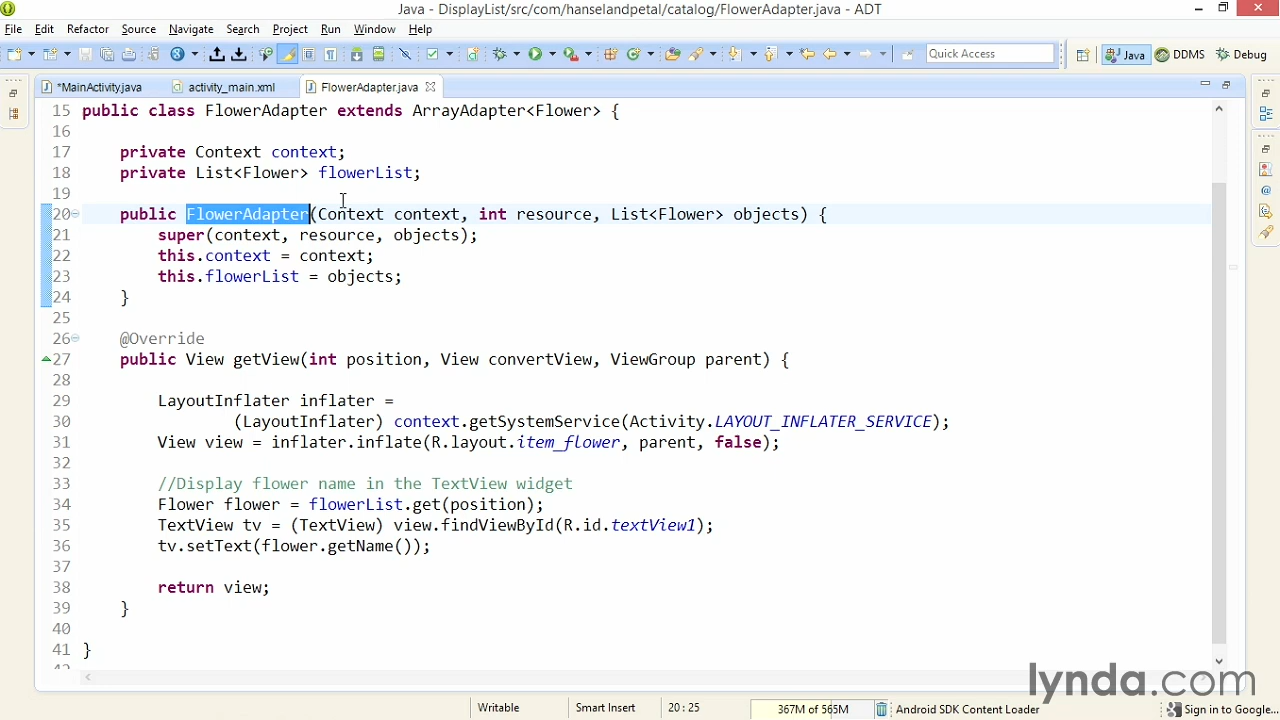 Java - DisplayList/src/com/hanselandpetal/catalog/FlowerAdapter.java - ADT
File Edit Refactor Source Navigate Search Project Run Window Help
Quick Access Java DDMS Debug
*MainActivity.java activity_main.xml FlowerAdapter.java
15 public class FlowerAdapter extends ArrayAdapter<Flower> {
16
17 private Context context;
18 private List<Flower> flowerList;
19
20 public FlowerAdapter(Context context, int resource, List<Flower> objects) {
21 super(context, resource, objects);
22 this.context = context;
23 this.flowerList = objects;
24 }
25
26 @Override
27 public View getView(int position, View convertView, ViewGroup parent) {
28
29 LayoutInflater inflater =
30 (LayoutInflater) context.getSystemService(Activity.LAYOUT_INFLATER_SERVICE);
31 View view = inflater.inflate(R.layout.item_flower, parent, false);
32
33 //Display flower name in the TextView widget
34 Flower flower = flowerList.get(position);
35 TextView tv = (TextView) view.findViewById(R.id.textView1);
36 tv.setText(flower.getName());
37
38 return view;
39 }
40
41 }
42
lynda.com
Writable Smart Insert 20 : 25 367M of 565M Android SDK Content Loader Sign in to Google...